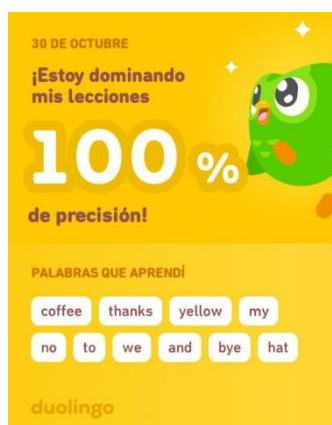 30 DE OCTUBRE
¡Estoy dominando
mis lecciones
100 %
de precisión!
PALABRAS QUE APRENDÍ
coffee thanks yellow my
no to we and bye hat
duolingo